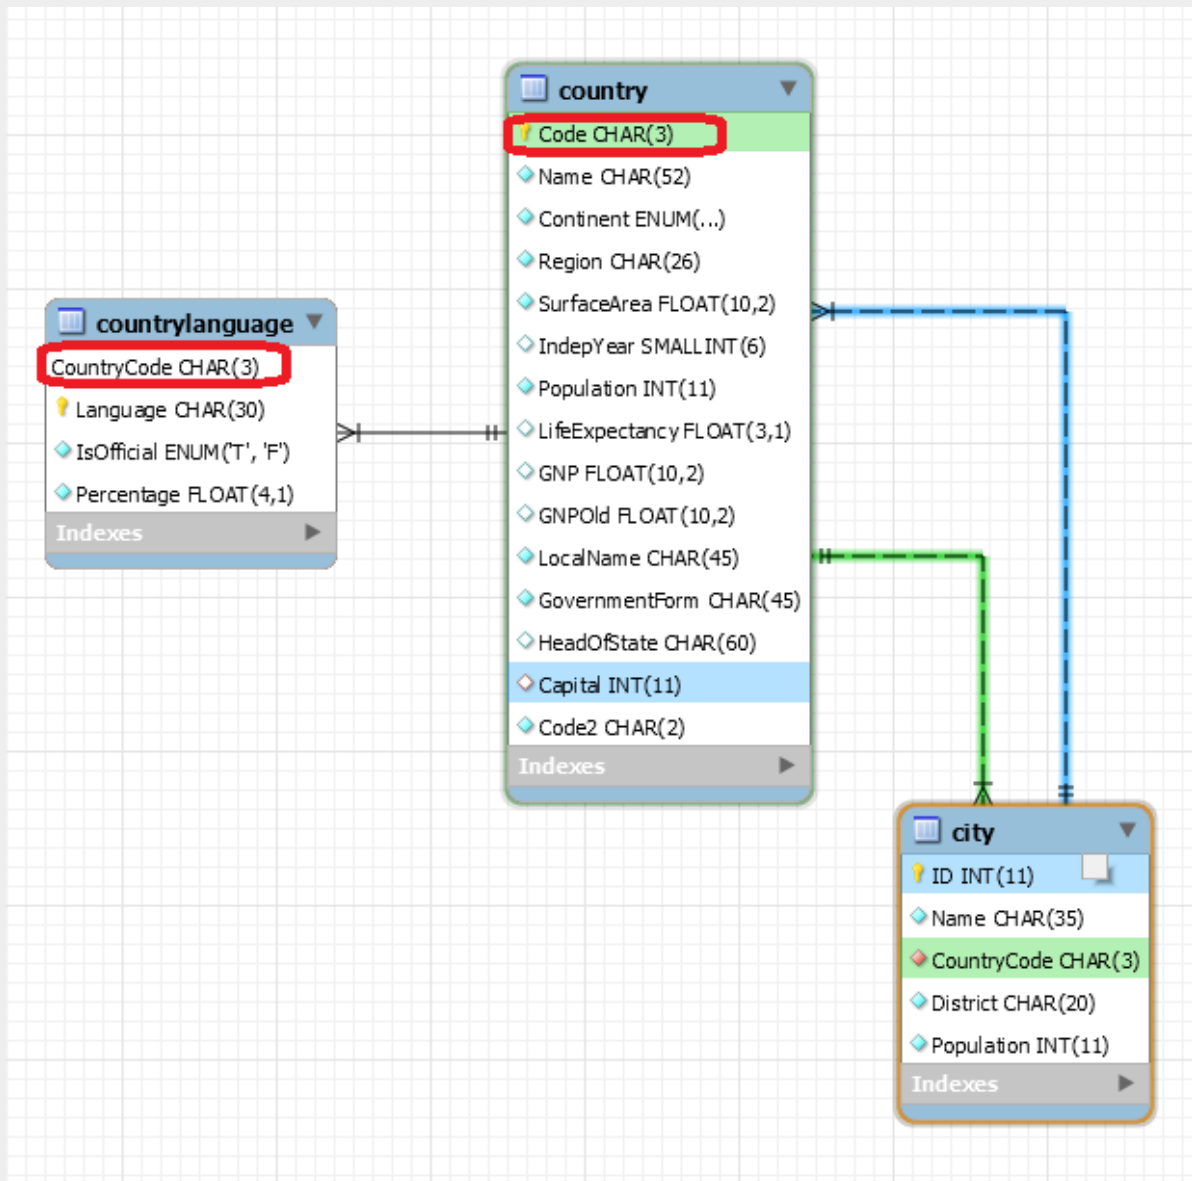 country
Code CHAR(3)
Name CHAR(52)
Continent ENUM(...)
Region CHAR(26)
SurfaceArea FLOAT(10,2)
IndepYear SMALLINT(6)
Population INT(11)
LifeExpectancy FLOAT(3,1)
GNP FLOAT(10,2)
GNPOld FLOAT(10,2)
LocalName CHAR(45)
GovernmentForm CHAR(45)
HeadOfState CHAR(60)
Capital INT(11)
Code2 CHAR(2)
Indexes
countrylanguage
CountryCode CHAR(3)
Language CHAR(30)
IsOfficial ENUM('T', 'F')
Percentage FLOAT(4,1)
Indexes
city
ID INT(11)
Name CHAR(35)
CountryCode CHAR(3)
District CHAR(20)
Population INT(11)
Indexes